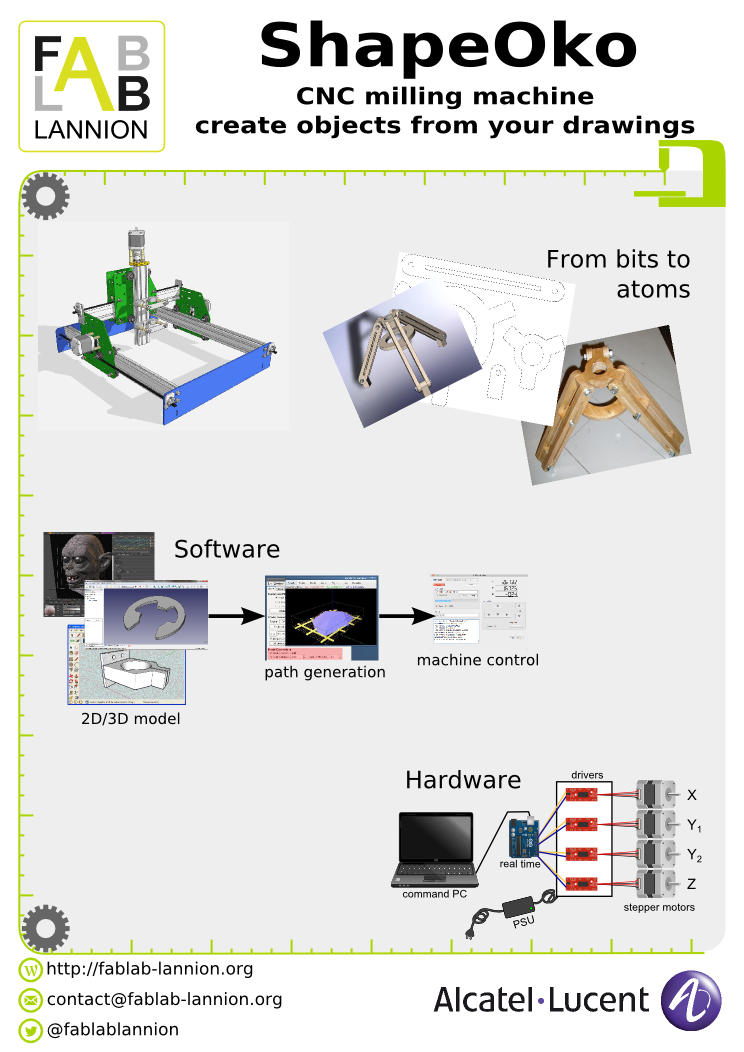 FAB
LAB
LANNION
ShapeOko
CNC milling machine
create objects from your drawings
From bits to
atoms
Software
2D/3D model
path generation
machine control
Hardware
drivers
X
Y1
Y2
Z
real time
command PC
PSU
stepper motors
W http://fablab-lannion.org
contact@fablab-lannion.org
@fablablannion
Alcatel·Lucent